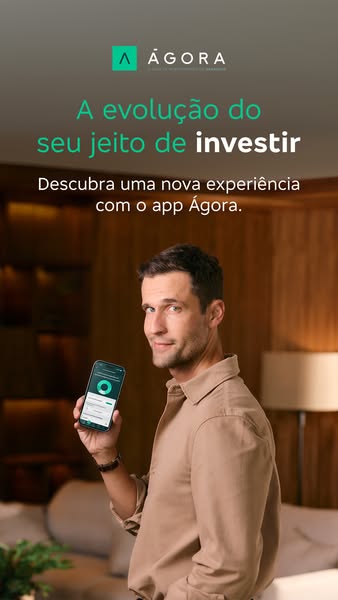 ÁGORA
A evolução do
seu jeito de investir
Descubra uma nova experiência
com o app Ágora.